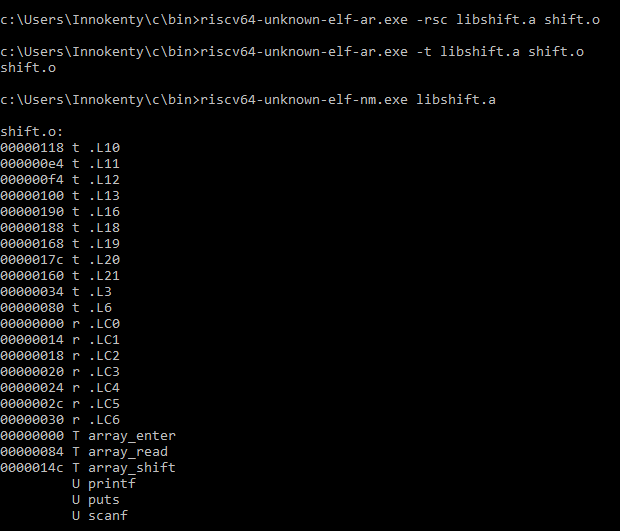 c:\Users\Innokenty\c\bin>riscv64-unknown-elf-ar.exe -rsc libshift.a shift.o
c:\Users\Innokenty\c\bin>riscv64-unknown-elf-ar.exe -t libshift.a shift.o
shift.o
c:\Users\Innokenty\c\bin>riscv64-unknown-elf-nm.exe libshift.a
shift.o:
00000118 t .L10
000000e4 t .L11
000000f4 t .L12
00000100 t .L13
00000190 t .L16
00000188 t .L18
00000168 t .L19
0000017c t .L20
00000160 t .L21
00000034 t .L3
00000080 t .L6
00000000 r .LC0
00000014 r .LC1
00000018 r .LC2
00000020 r .LC3
00000024 r .LC4
0000002c r .LC5
00000030 r .LC6
00000000 T array_enter
00000084 T array_read
0000014c T array_shift
U printf
U puts
U scanf